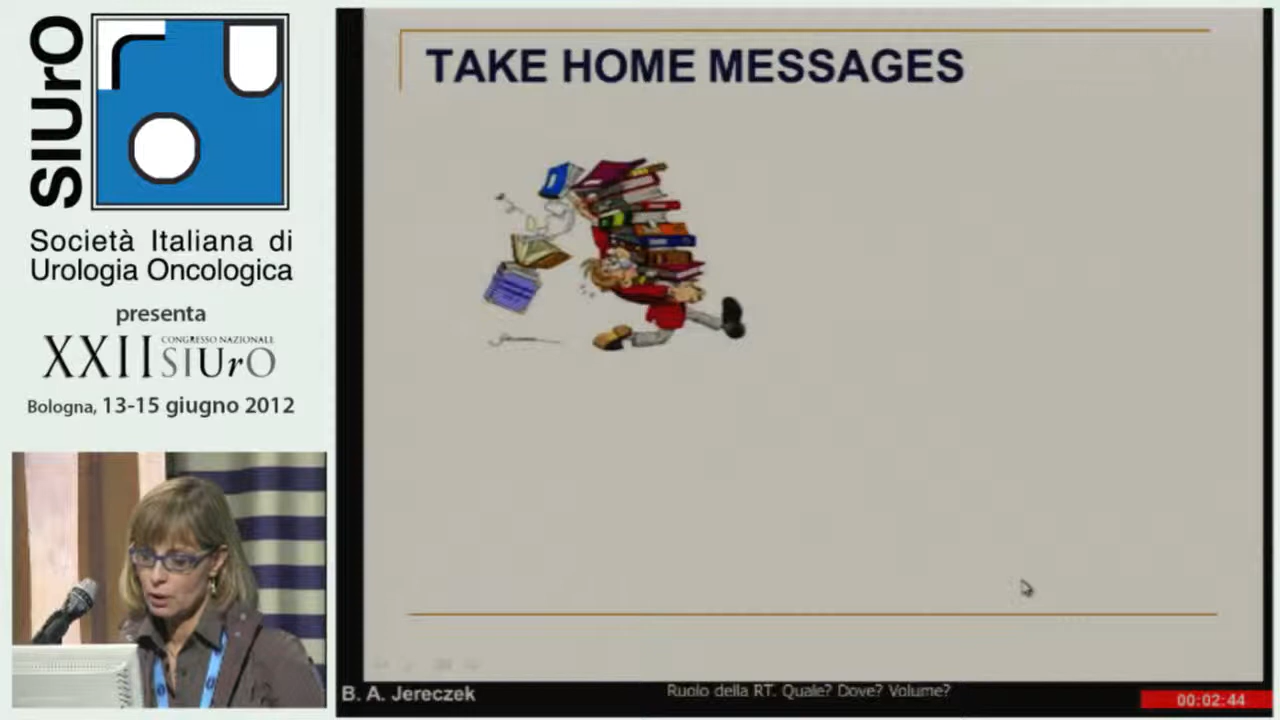 SIUrO
Società Italiana di
Urologia Oncologica
presenta
XXII CONGRESSO NAZIONALE SIUrO
Bologna, 13-15 giugno 2012
TAKE HOME MESSAGES
B. A. Jereczek
Ruolo della RT. Quale? Dove? Volume?
00:02:44